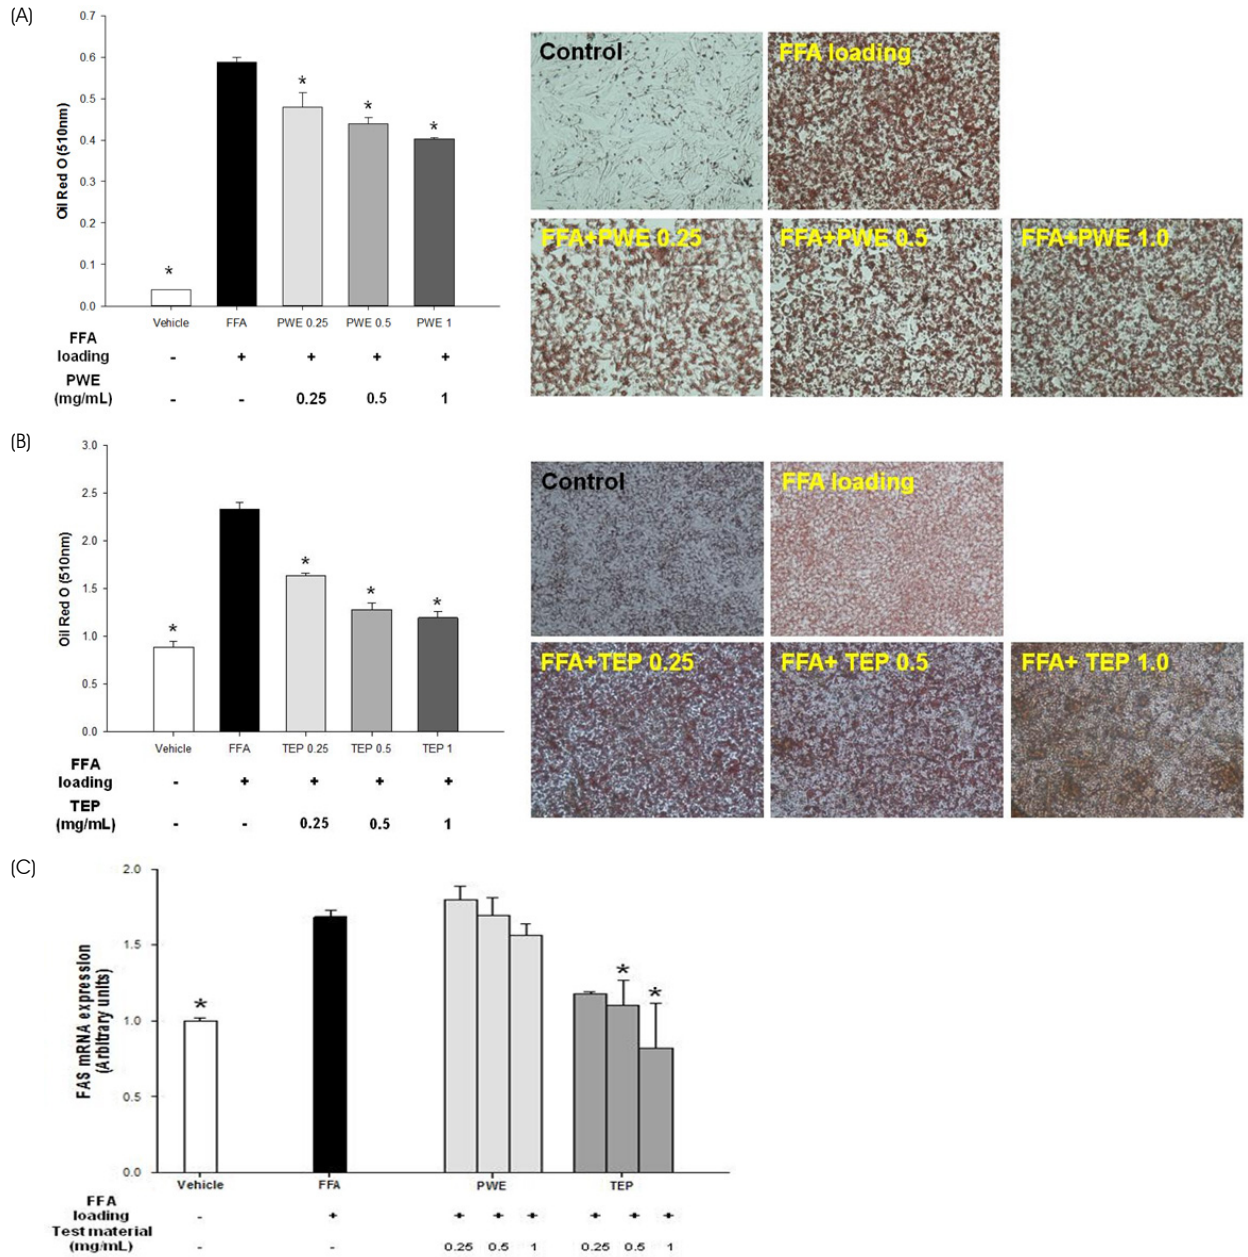 (A)
0.7
0.6
0.5
0.4
0.3
0.2
0.1
0.0
Oil Red O (510nm)
* * * *
Vehicle FFA PWE 0.25 PWE 0.5 PWE 1
FFA
loading - + + + +
PWE
(mg/mL) - - 0.25 0.5 1
Control
FFA loading
FFA+PWE 0.25
FFA+PWE 0.5
FFA+PWE 1.0
(B)
3.0
2.5
2.0
1.5
1.0
0.5
0.0
Oil Red O (510nm)
* * * *
Vehicle FFA TEP 0.25 TEP 0.5 TEP 1
FFA
loading - + + + +
TEP
(mg/mL) - - 0.25 0.5 1
Control
FFA loading
FFA+TEP 0.25
FFA+ TEP 0.5
FFA+ TEP 1.0
(C)
2.0
1.5
1.0
0.5
0.0
FAS mRNA expression
(Arbitrary units)
* * *
Vehicle FFA PWE TEP
FFA
loading - + + + + + + +
Test material
(mg/mL) - - 0.25 0.5 1 0.25 0.5 1